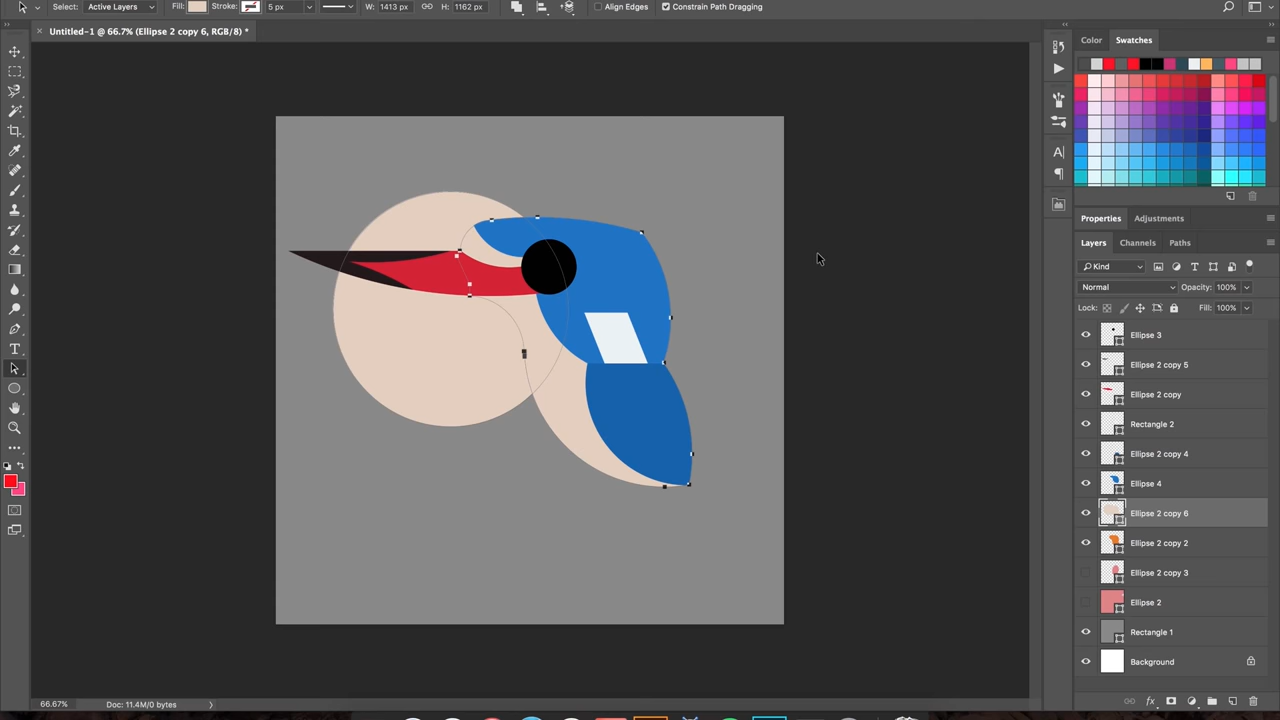 Select: Active Layers Fill: Stroke: 5 px W: 1413 px H: 1162 px Align Edges Constrain Path Dragging
Untitled-1 @ 66.7% (Ellipse 2 copy 6, RGB/8) *
Color Swatches
Properties Adjustments
Layers Channels Paths
Kind
Normal Opacity: 100%
Lock: Fill: 100%
Ellipse 3
Ellipse 2 copy 5
Ellipse 2 copy
Rectangle 2
Ellipse 2 copy 4
Ellipse 4
Ellipse 2 copy 6
Ellipse 2 copy 2
Ellipse 2 copy 3
Ellipse 2
Rectangle 1
Background
66.67% Doc: 11.4M/0 bytes